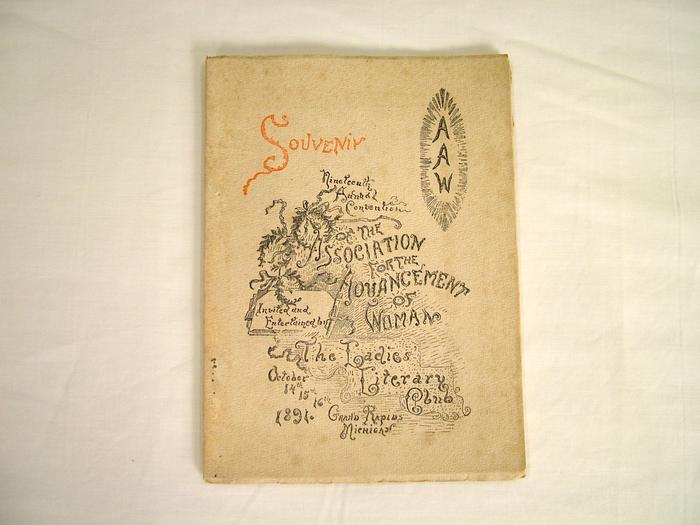 Souvenir
A
A
W
Nineteenth
Annual
Convention
OF THE
ASSOCIATION
FOR THE
ADVANCEMENT
OF
WOMAN
Invited and
Entertained by
The Ladies
Literary
Club
October
14th 15th 16th
1891.
GRAND RAPIDS
MICHIGAN